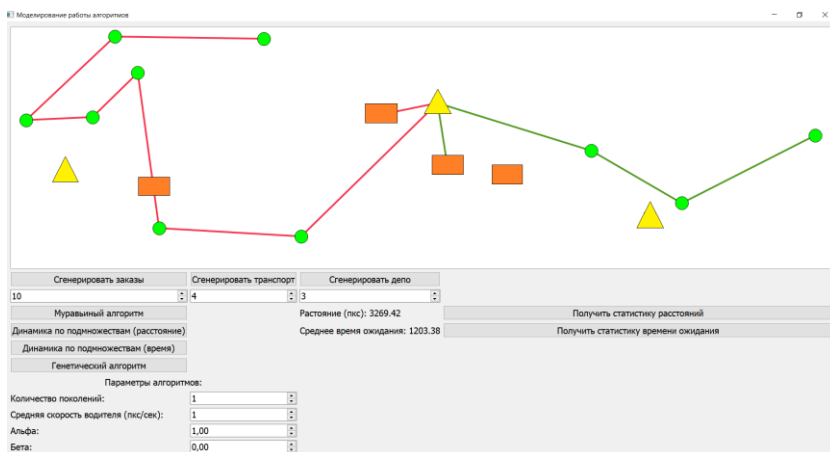 Моделирование работы алгоритмов
Сгенерировать заказы Сгенерировать транспорт Сгенерировать депо
10 4 3
Муравьиный алгоритм Растояние (пкс): 3269.42 Получить статистику расстояний
Динамика по подмножествам (расстояние) Среднее время ожидания: 1203.38 Получить статистику времени ожидания
Динамика по подмножествам (время)
Генетический алгоритм
Параметры алгоритмов:
Количество поколений: 1
Средняя скорость водителя (пкс/сек): 1
Альфа: 1,00
Бета: 0,00